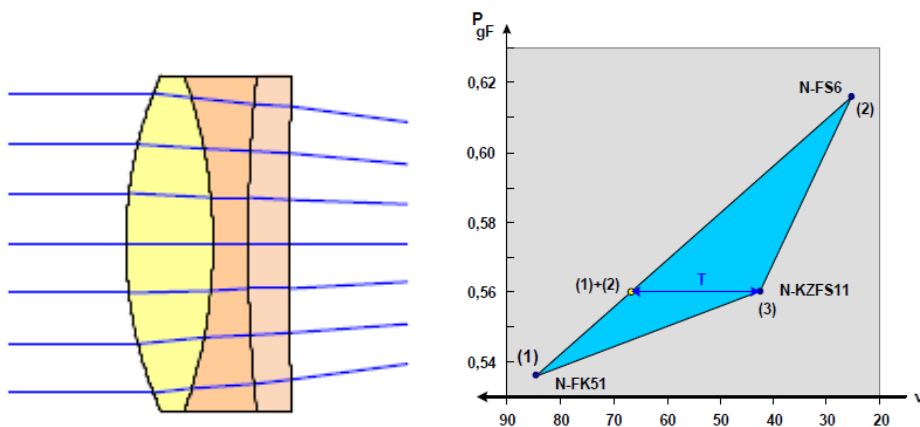 P
gF
0,62
0,60
0,58
0,56
0,54
N-FS6
(2)
(1)+(2)
T
N-KZFS11
(3)
(1)
N-FK51
90 80 70 60 50 40 30 20
ν